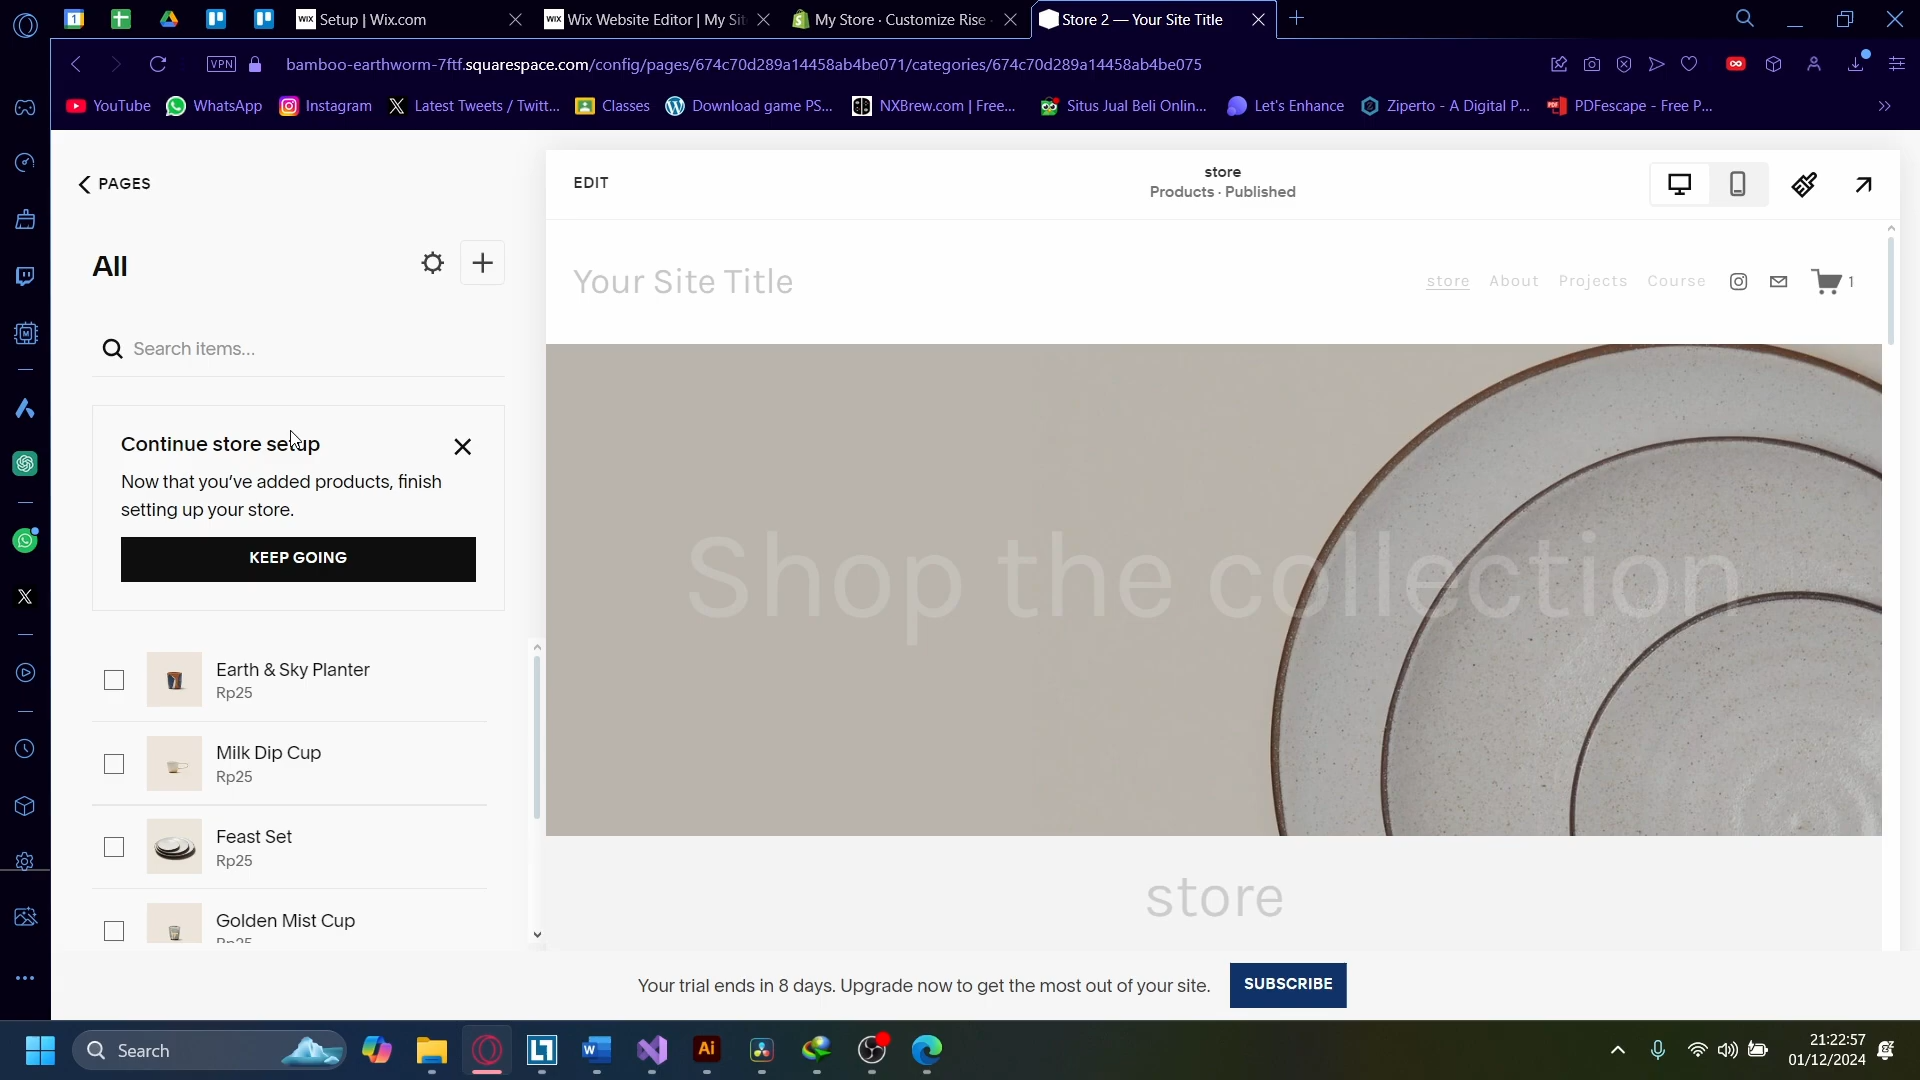 Setup | Wix.com
Wix Website Editor | My Si
My Store · Customize Rise
Store 2 — Your Site Title
VPN
bamboo-earthworm-7ftf.squarespace.com/config/pages/674c70d289a14458ab4be071/categories/674c70d289a14458ab4be075
YouTube
WhatsApp
Instagram
Latest Tweets / Twitt...
Classes
Download game PS...
NXBrew.com | Free...
Situs Jual Beli Onlin...
Let's Enhance
Ziperto - A Digital P...
PDFescape - Free P...
PAGES
EDIT
store
Products · Published
All
Search items...
Your Site Title
store
About
Projects
Course
1
Continue store setup
Now that you've added products, finish
setting up your store.
KEEP GOING
Shop the collection
Earth & Sky Planter
Rp25
Milk Dip Cup
Rp25
Feast Set
Rp25
Golden Mist Cup
Rp25
store
Your trial ends in 8 days. Upgrade now to get the most out of your site.
SUBSCRIBE
Search
21:22:57
01/12/2024